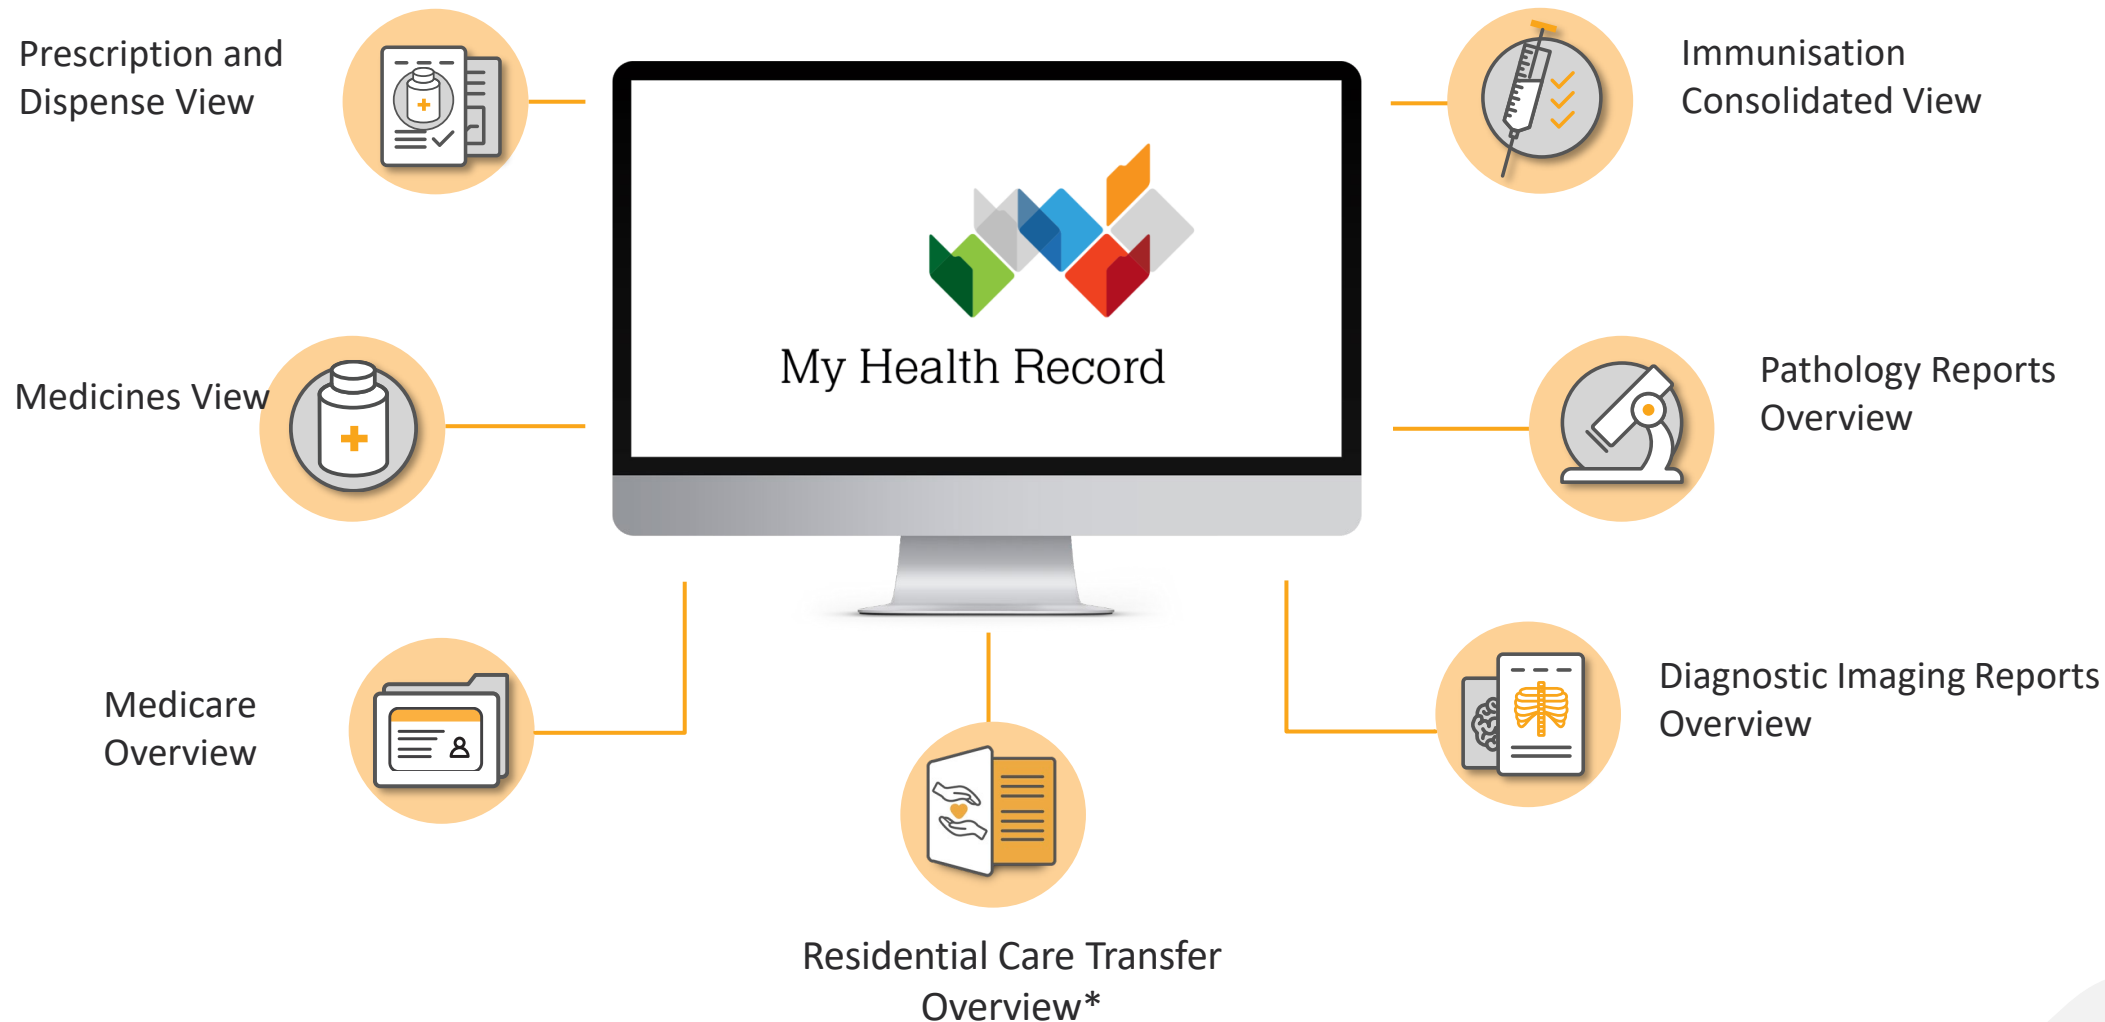 Prescription and
Dispense View
Immunisation
Consolidated View
My Health Record
Medicines View
Pathology Reports
Overview
Medicare
Overview
Diagnostic Imaging Reports
Overview
Residential Care Transfer
Overview*